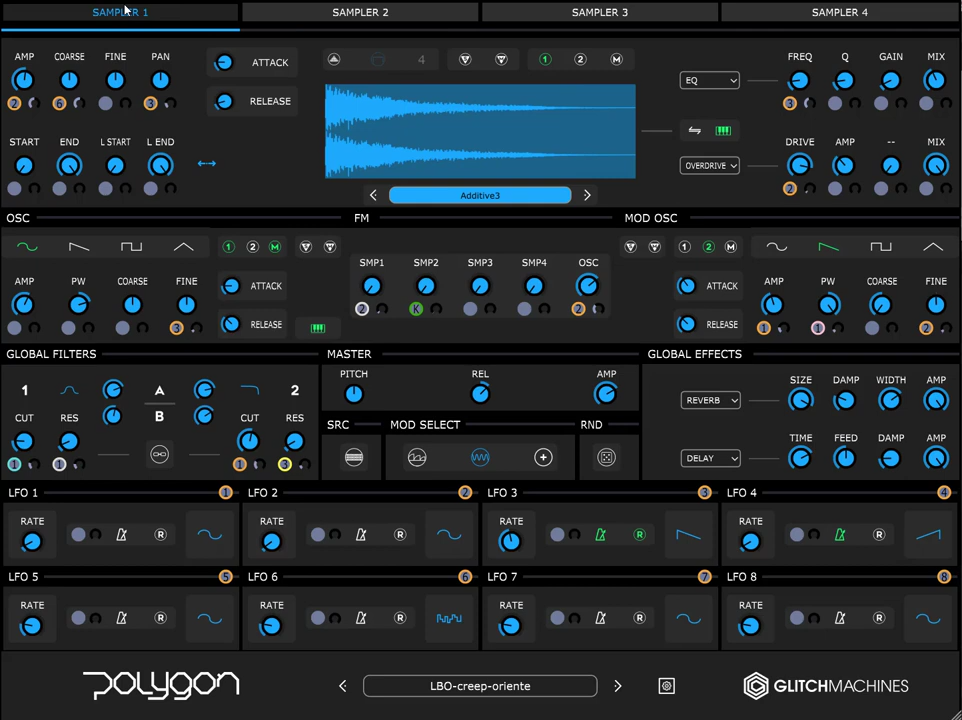 SAMPLER 1 SAMPLER 2 SAMPLER 3 SAMPLER 4
AMP COARSE FINE PAN ATTACK 4 1 2 M FREQ Q GAIN MIX
EQ
2 6 3 RELEASE 3
START END L START L END OVERDRIVE DRIVE AMP -- MIX
2
Additive3
OSC FM MOD OSC
1 2 M 1 2 M
SMP1 SMP2 SMP3 SMP4 OSC
AMP PW COARSE FINE ATTACK ATTACK AMP PW COARSE FINE
2 K 2
3 RELEASE RELEASE 1 1 2
GLOBAL FILTERS MASTER GLOBAL EFFECTS
1 A 2 PITCH REL AMP SIZE DAMP WIDTH AMP
REVERB
CUT RES B CUT RES
SRC MOD SELECT RND
TIME FEED DAMP AMP
1 1 1 3 + DELAY
LFO 1 1 LFO 2 2 LFO 3 3 LFO 4 4
RATE R RATE R RATE R RATE R
LFO 5 5 LFO 6 6 LFO 7 7 LFO 8 8
RATE R RATE R RATE R RATE R
polygon LBO-creep-oriente GLITCHMACHINES